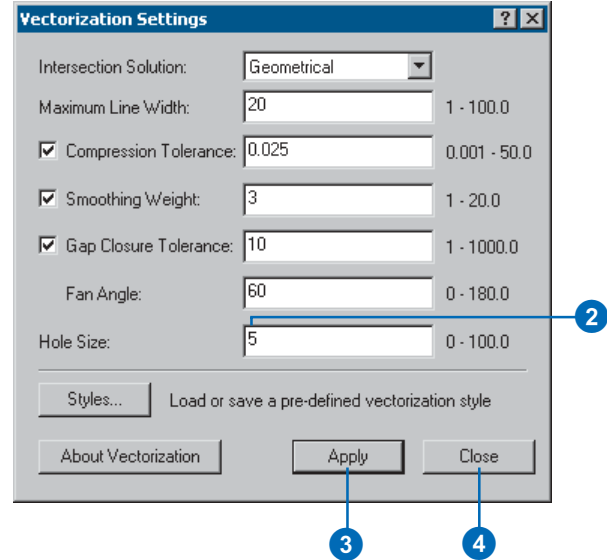 Vectorization Settings ? X
Intersection Solution: Geometrical
Maximum Line Width: 20 1 - 100.0
Compression Tolerance: 0.025 0.001 - 50.0
Smoothing Weight: 3 1 - 20.0
Gap Closure Tolerance: 10 1 - 1000.0
Fan Angle: 60 0 - 180.0
2
Hole Size: 5 0 - 100.0
Styles... Load or save a pre-defined vectorization style
About Vectorization Apply Close
3 4